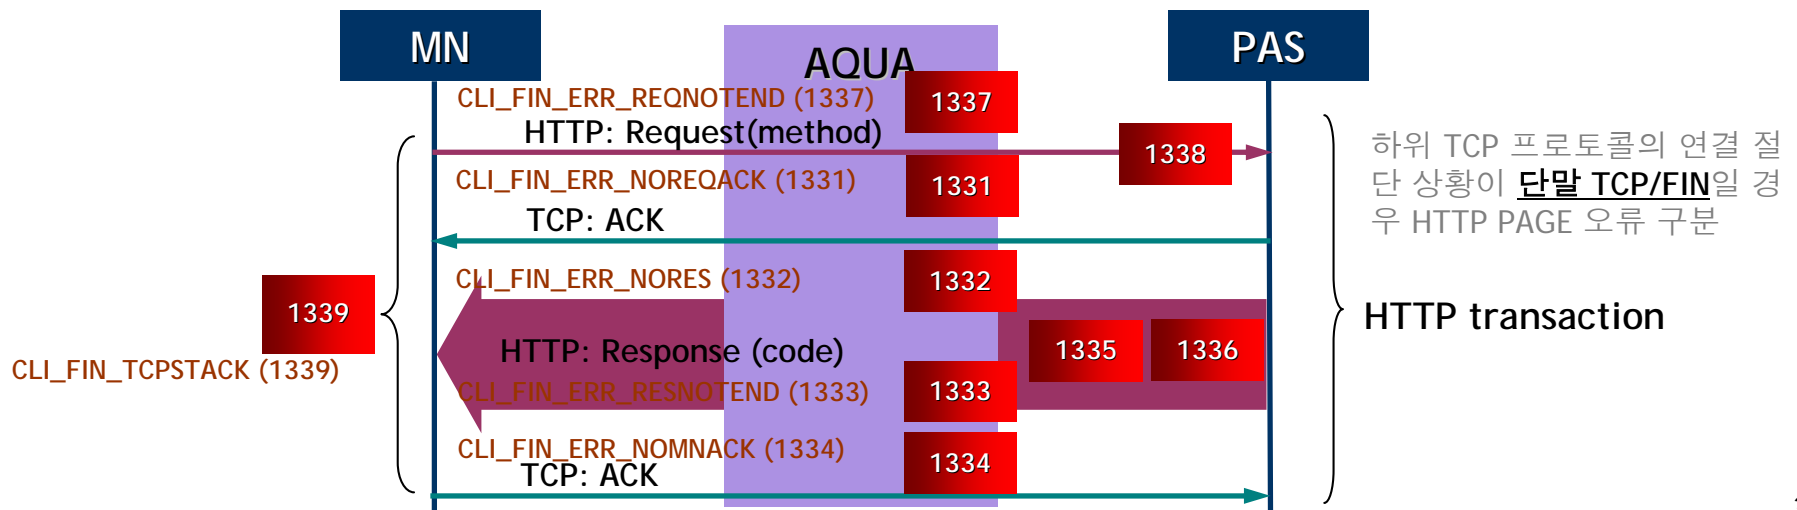 MN
AQUA
PAS
CLI_FIN_ERR_REQNOTEND (1337)
1337
HTTP: Request(method)
1338
CLI_FIN_ERR_NOREQACK (1331)
1331
TCP: ACK
CLI_FIN_ERR_NORES (1332)
1332
1339
CLI_FIN_TCPSTACK (1339)
HTTP: Response (code)
1335
1336
CLI_FIN_ERR_RESNOTEND (1333)
1333
CLI_FIN_ERR_NOMNACK (1334)
1334
TCP: ACK
하위 TCP 프로토콜의 연결 절
단 상황이 단말 TCP/FIN일 경
우 HTTP PAGE 오류 구분
HTTP transaction